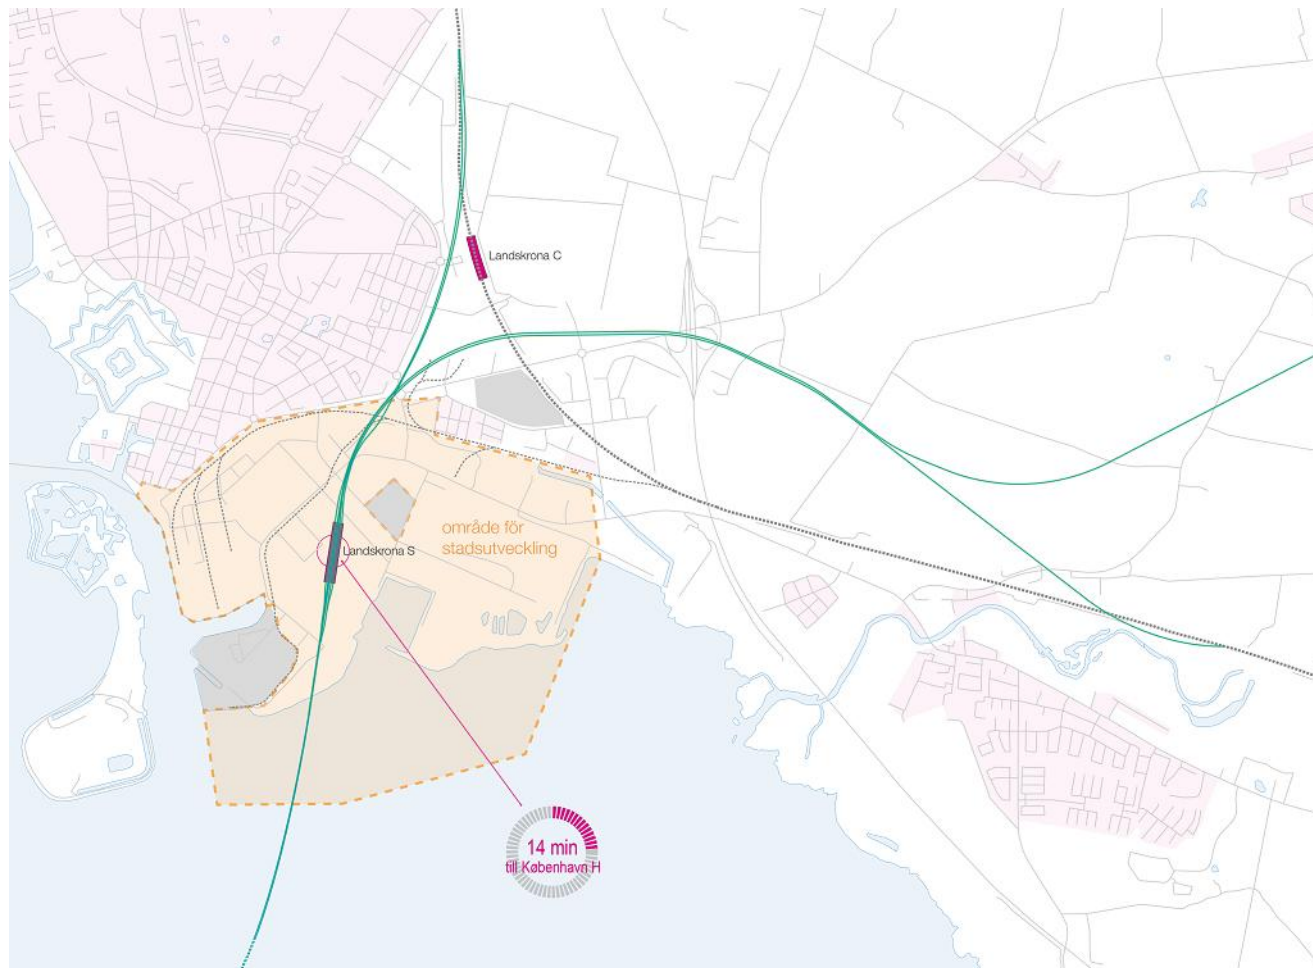 Landskrona C
område för
stadsutveckling
Landskrona S
14 min
till København H